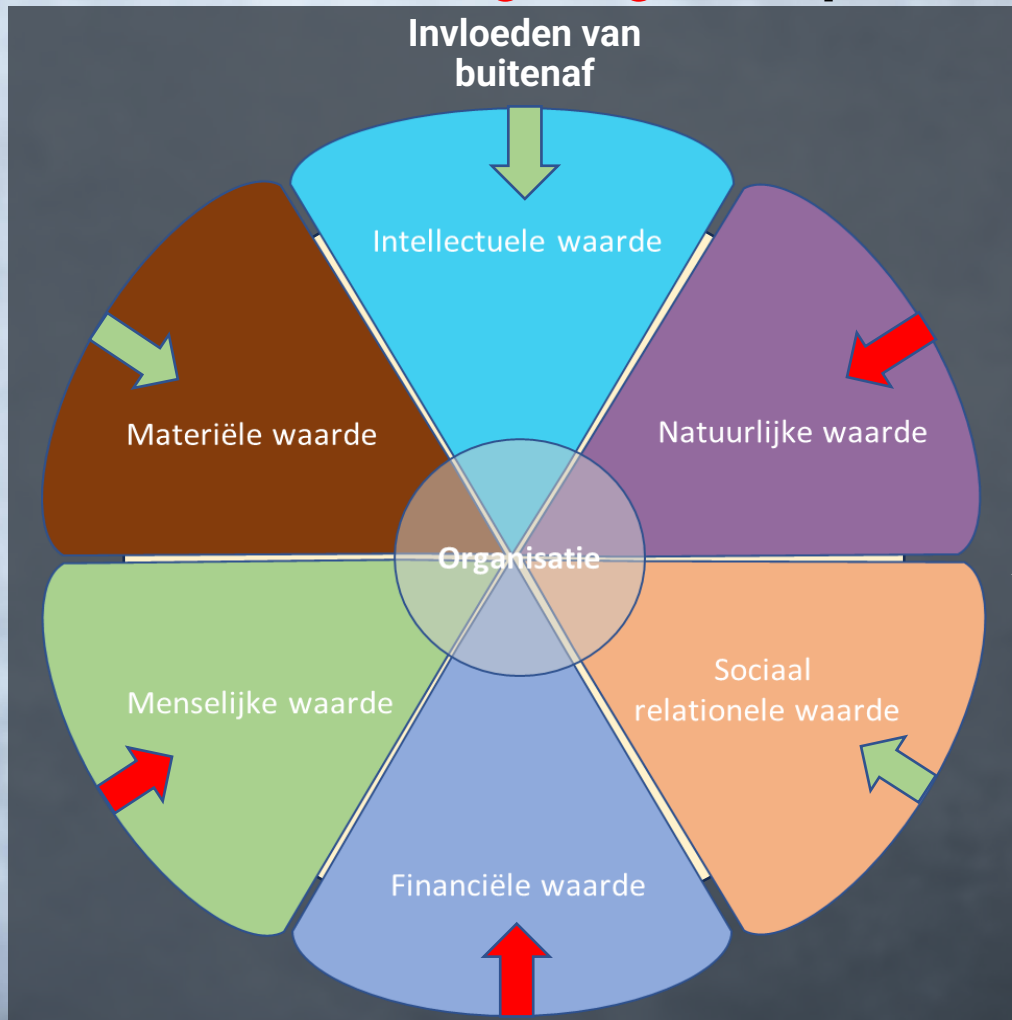 Invloeden van
buitenaf
Intellectuele waarde
Materiële waarde
Natuurlijke waarde
Organisatie
Sociaal
relationele waarde
Menselijke waarde
Financiële waarde